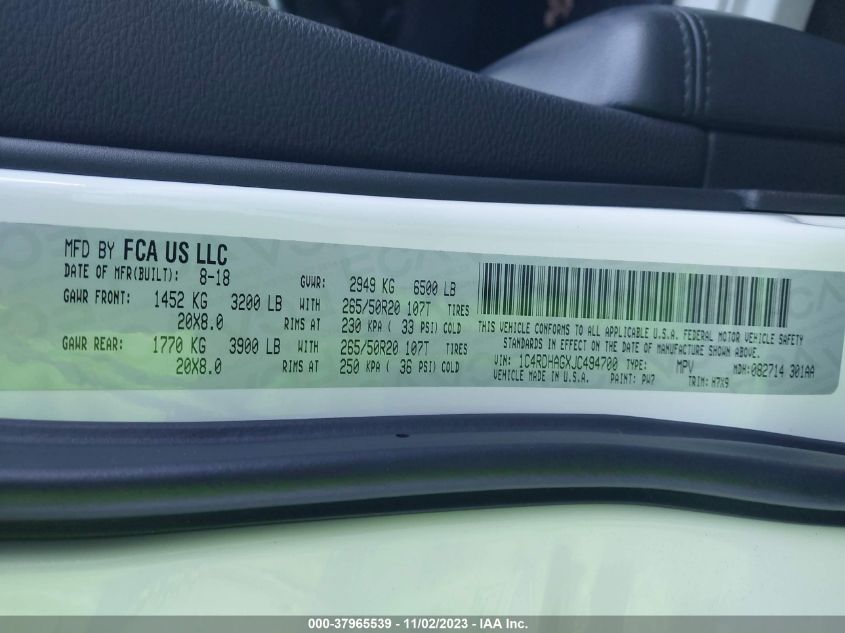 MFD BY FCA US LLC
DATE OF MFR(BUILT): 8-18 GVWR: 2949 KG 6500 LB
GAWR FRONT: 1452 KG 3200 LB WITH 265/50R20 107T TIRES
20X8.0 RIMS AT 230 KPA ( 33 PSI) COLD
GAWR REAR: 1770 KG 3900 LB WITH 265/50R20 107T TIRES
20X8.0 RIMS AT 250 KPA ( 36 PSI) COLD
THIS VEHICLE CONFORMS TO ALL APPLICABLE U.S.A. FEDERAL MOTOR VEHICLE SAFETY
STANDARDS IN EFFECT ON THE DATE OF MANUFACTURE SHOWN ABOVE.
VIN: 1C4RDHAGXJC494700 TYPE: MPV MDH:082714 301AA
VEHICLE MADE IN U.S.A. PAINT: PW7 TRIM: H7X9
000-37965539 - 11/02/2023 - IAA Inc.